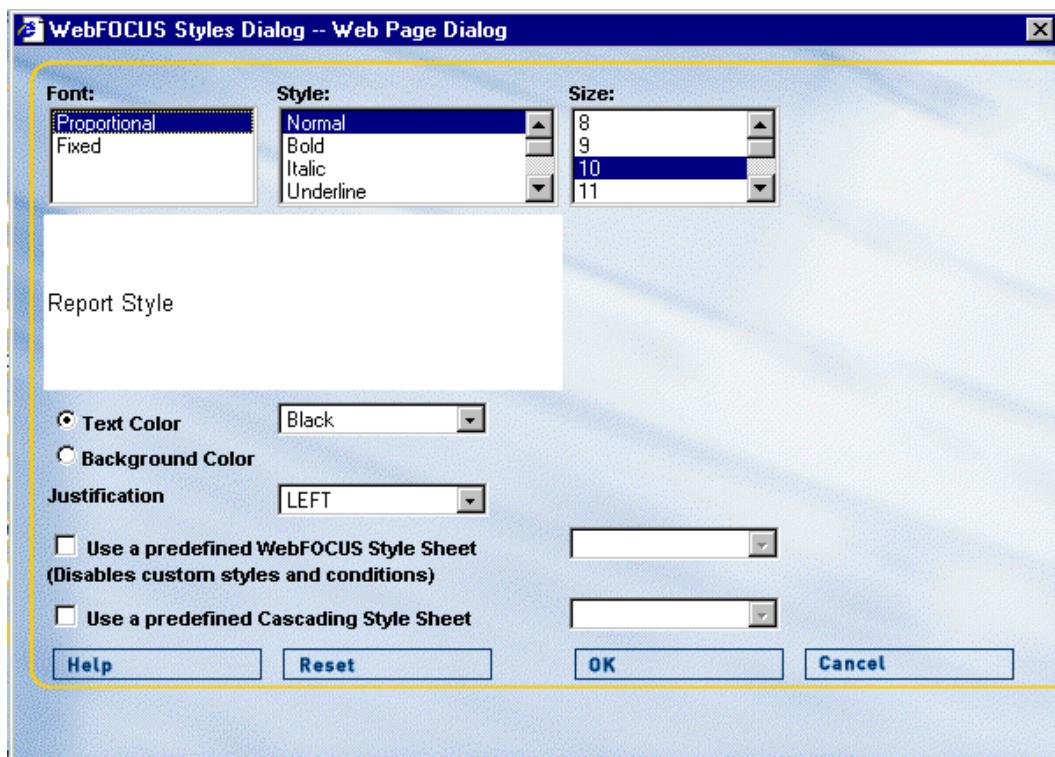 WebFOCUS Styles Dialog -- Web Page Dialog
Font: Style: Size:
Proportional Normal 8
Fixed Bold 9
Italic 10
Underline 11
Report Style
Text Color Black
Background Color
Justification LEFT
Use a predefined WebFOCUS Style Sheet
(Disables custom styles and conditions)
Use a predefined Cascading Style Sheet
Help Reset OK Cancel